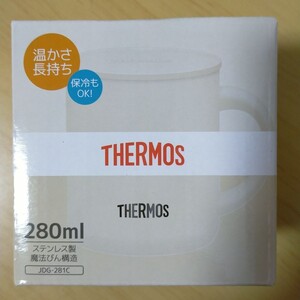 温かさ
長持ち
保冷も
OK!
THERMOS
THERMOS
280ml
ステンレス製
魔法びん構造
JDG-281C